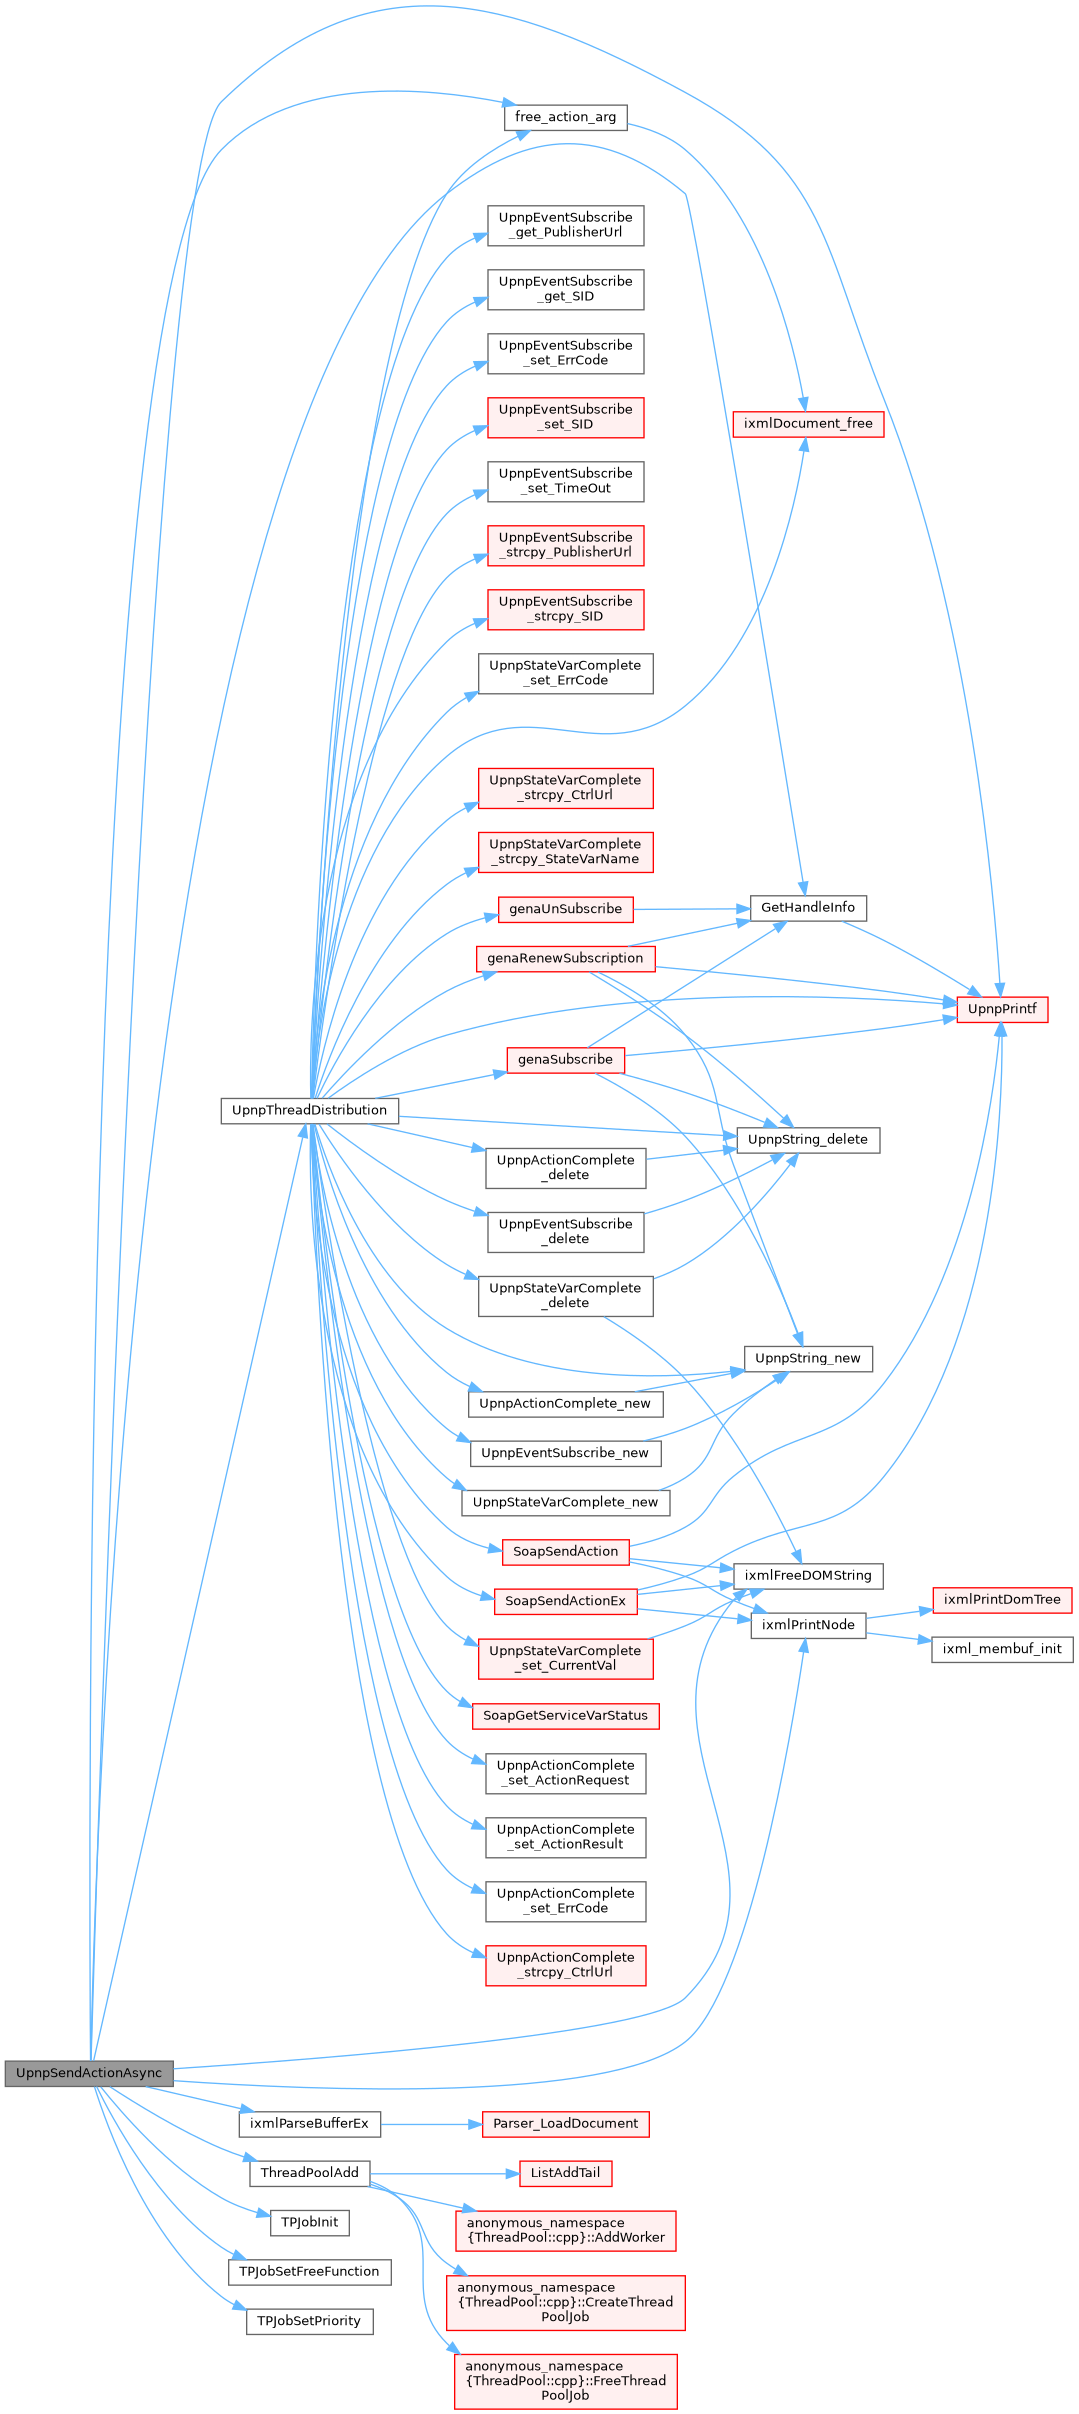 free_action_arg
UpnpEventSubscribe
_get_PublisherUrl
UpnpEventSubscribe
_get_SID
UpnpEventSubscribe
_set_ErrCode
UpnpEventSubscribe
_set_SID
ixmlDocument_free
UpnpEventSubscribe
_set_TimeOut
UpnpEventSubscribe
_strcpy_PublisherUrl
UpnpEventSubscribe
_strcpy_SID
UpnpStateVarComplete
_set_ErrCode
UpnpStateVarComplete
_strcpy_CtrlUrl
UpnpStateVarComplete
_strcpy_StateVarName
genaUnSubscribe
GetHandleInfo
genaRenewSubscription
UpnpPrintf
genaSubscribe
UpnpThreadDistribution
UpnpString_delete
UpnpActionComplete
_delete
UpnpEventSubscribe
_delete
UpnpStateVarComplete
_delete
UpnpString_new
UpnpActionComplete_new
UpnpEventSubscribe_new
UpnpStateVarComplete_new
SoapSendAction
ixmlFreeDOMString
SoapSendActionEx
ixmlPrintDomTree
ixmlPrintNode
ixml_membuf_init
UpnpStateVarComplete
_set_CurrentVal
SoapGetServiceVarStatus
UpnpActionComplete
_set_ActionRequest
UpnpActionComplete
_set_ActionResult
UpnpActionComplete
_set_ErrCode
UpnpActionComplete
_strcpy_CtrlUrl
UpnpSendActionAsync
ixmlParseBufferEx
Parser_LoadDocument
ThreadPoolAdd
ListAddTail
TPJobInit
anonymous_namespace
{ThreadPool::cpp}::AddWorker
TPJobSetFreeFunction
anonymous_namespace
{ThreadPool::cpp}::CreateThread
PoolJob
TPJobSetPriority
anonymous_namespace
{ThreadPool::cpp}::FreeThread
PoolJob